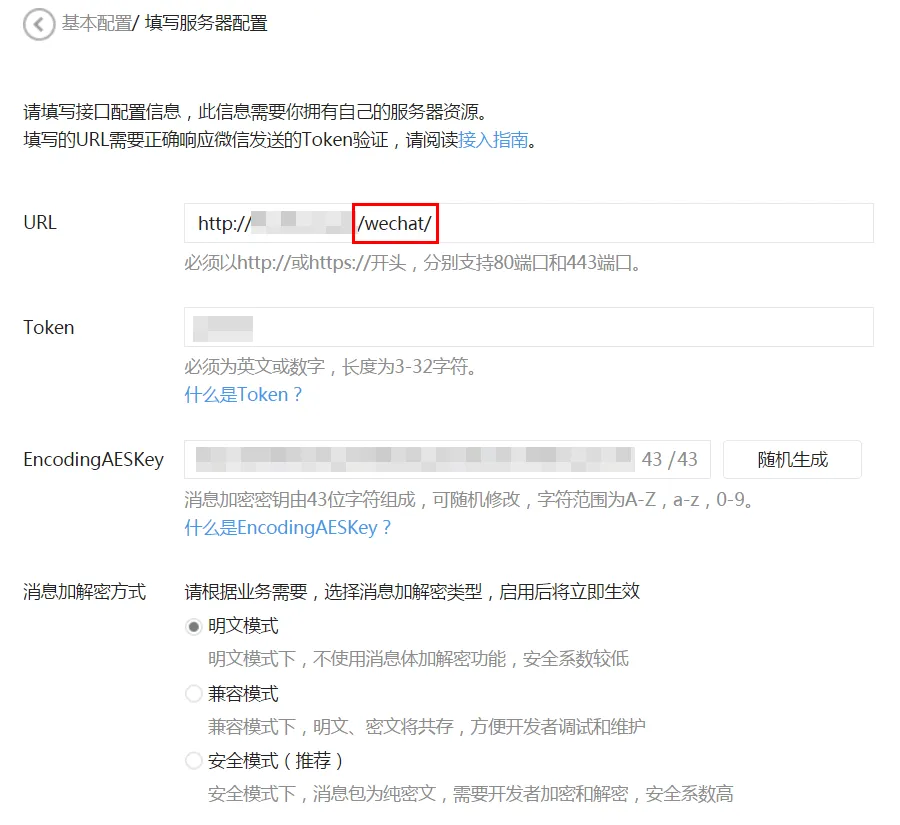 基本配置/ 填写服务器配置
请填写接口配置信息，此信息需要你拥有自己的服务器资源。
填写的URL需要正确响应微信发送的Token验证，请阅读接入指南。
URL
http:// /wechat/
必须以http://或https://开头，分别支持80端口和443端口。
Token
必须为英文或数字，长度为3-32字符。
什么是Token？
EncodingAESKey
43 /43
随机生成
消息加密密钥由43位字符组成，可随机修改，字符范围为A-Z，a-z，0-9。
什么是EncodingAESKey？
消息加解密方式
请根据业务需要，选择消息加解密类型，启用后将立即生效
明文模式
明文模式下，不使用消息体加解密功能，安全系数较低
兼容模式
兼容模式下，明文、密文将共存，方便开发者调试和维护
安全模式（推荐）
安全模式下，消息包为纯密文，需要开发者加密和解密，安全系数高